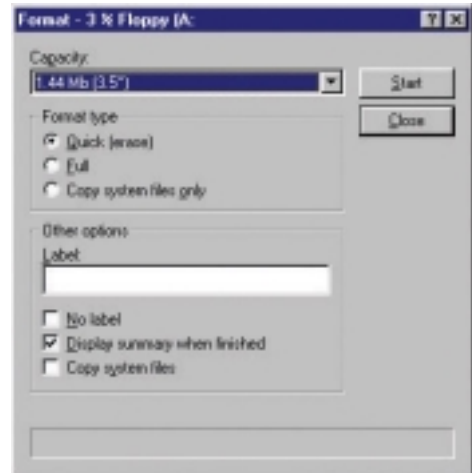 Format - 3 ½ Floppy (A:
Capacity:
1.44 Mb (3.5")
Start
Close
Format type
Quick (erase)
Full
Copy system files only
Other options
Label:
No label
Display summary when finished
Copy system files